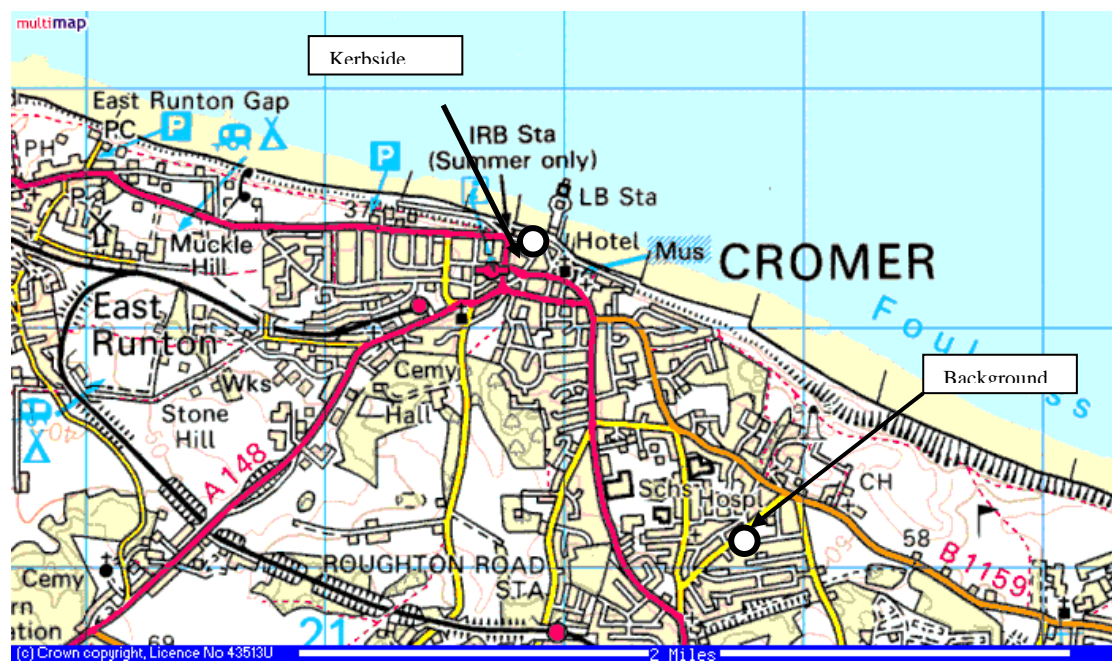 multimap
Kerbside
East Runton Gap
PC
P
PH
IRB Sta
(Summer only)
P
LB Sta
37
Hotel
Mus
CROMER
Muckle
Hill
East
Runton
Wks
Cemy
Hall
Stone
Hill
Background
A 148
Schs
Hospl
CH
58
B 1159
ROUGHTON ROAD
STA
Cemy
21
69
(c) Crown copyright, Licence No 43513U
2 Miles